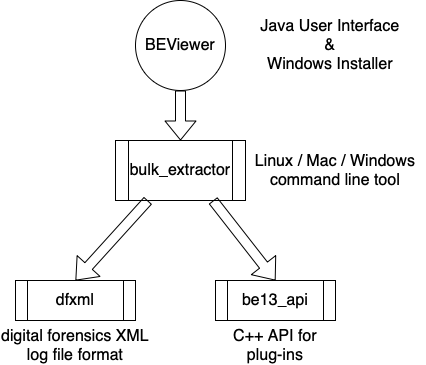 BEViewer
Java User Interface
&
Windows Installer
bulk_extractor
Linux / Mac / Windows
command line tool
dfxml
digital forensics XML
log file format
be13_api
C++ API for
plug-ins